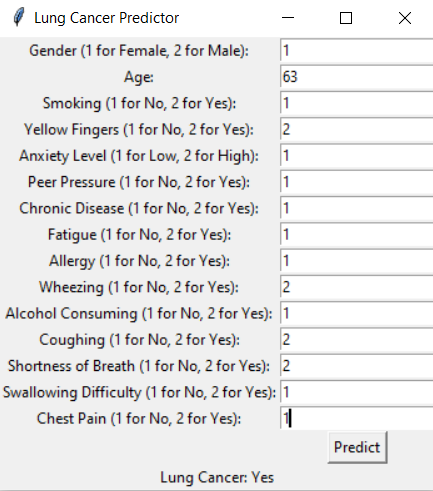 Lung Cancer Predictor
Gender (1 for Female, 2 for Male): 1
Age: 63
Smoking (1 for No, 2 for Yes): 1
Yellow Fingers (1 for No, 2 for Yes): 2
Anxiety Level (1 for Low, 2 for High): 1
Peer Pressure (1 for No, 2 for Yes): 1
Chronic Disease (1 for No, 2 for Yes): 1
Fatigue (1 for No, 2 for Yes): 1
Allergy (1 for No, 2 for Yes): 1
Wheezing (1 for No, 2 for Yes): 2
Alcohol Consuming (1 for No, 2 for Yes): 1
Coughing (1 for No, 2 for Yes): 2
Shortness of Breath (1 for No, 2 for Yes): 2
Swallowing Difficulty (1 for No, 2 for Yes): 1
Chest Pain (1 for No, 2 for Yes): 1
Predict
Lung Cancer: Yes